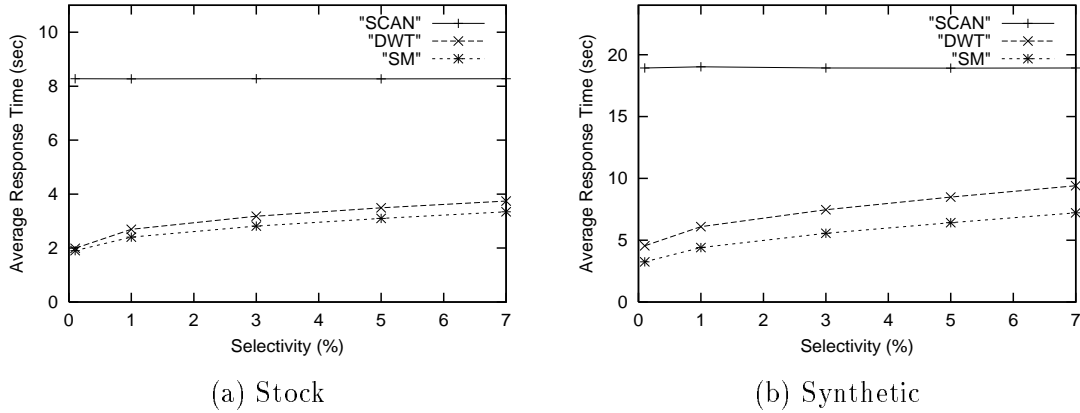 10
8
6
4
2
0
Average Response Time (sec)
"SCAN"
"DWT"
"SM"
0 1 2 3 4 5 6 7
Selectivity (%)
(a) Stock
20
15
10
5
0
Average Response Time (sec)
"SCAN"
"DWT"
"SM"
0 1 2 3 4 5 6 7
Selectivity (%)
(b) Synthetic